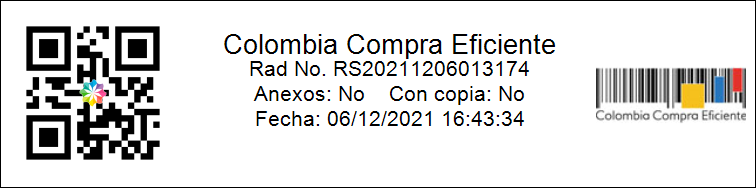 Colombia Compra Eficiente
Rad No. RS20211206013174
Anexos: No    Con copia: No
Fecha: 06/12/2021 16:43:34
Colombia Compra Eficiente